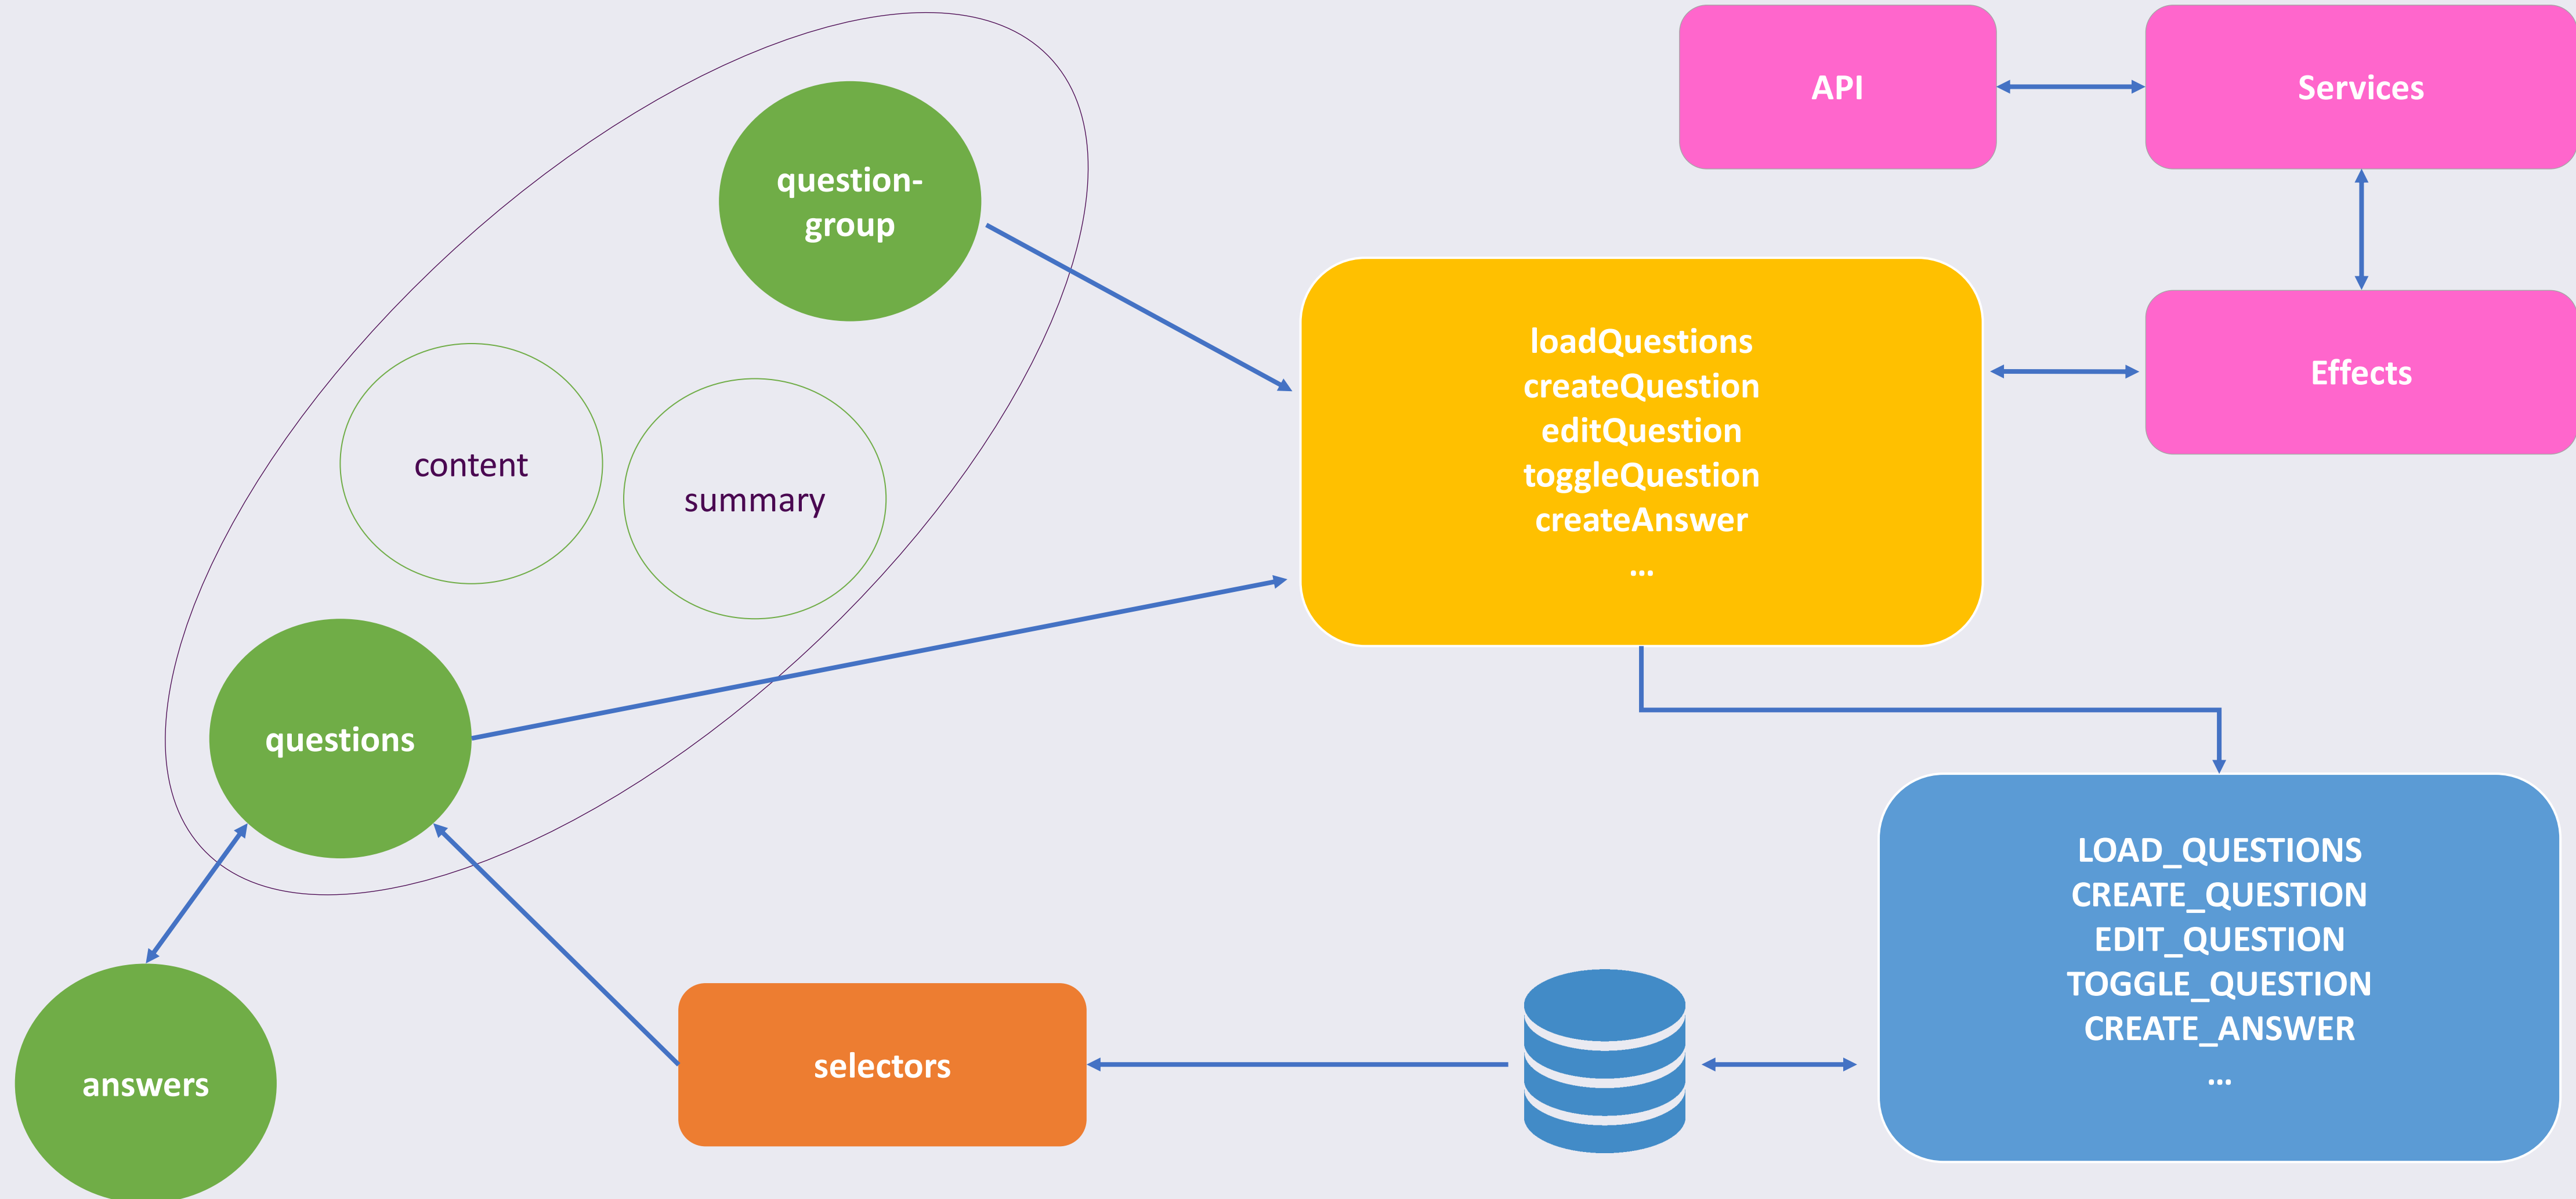 question-
group
API
Services
loadQuestions
createQuestion
editQuestion
toggleQuestion
createAnswer
...
Effects
content
summary
questions
LOAD_QUESTIONS
CREATE_QUESTION
EDIT_QUESTION
TOGGLE_QUESTION
CREATE_ANSWER
...
selectors
answers